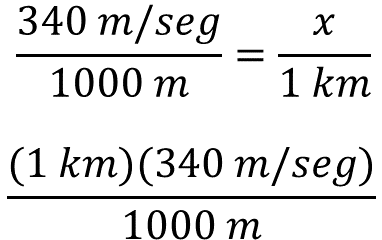 340 m/seg / 1000 m = x / 1 km
(1 km)(340 m/seg) / 1000 m